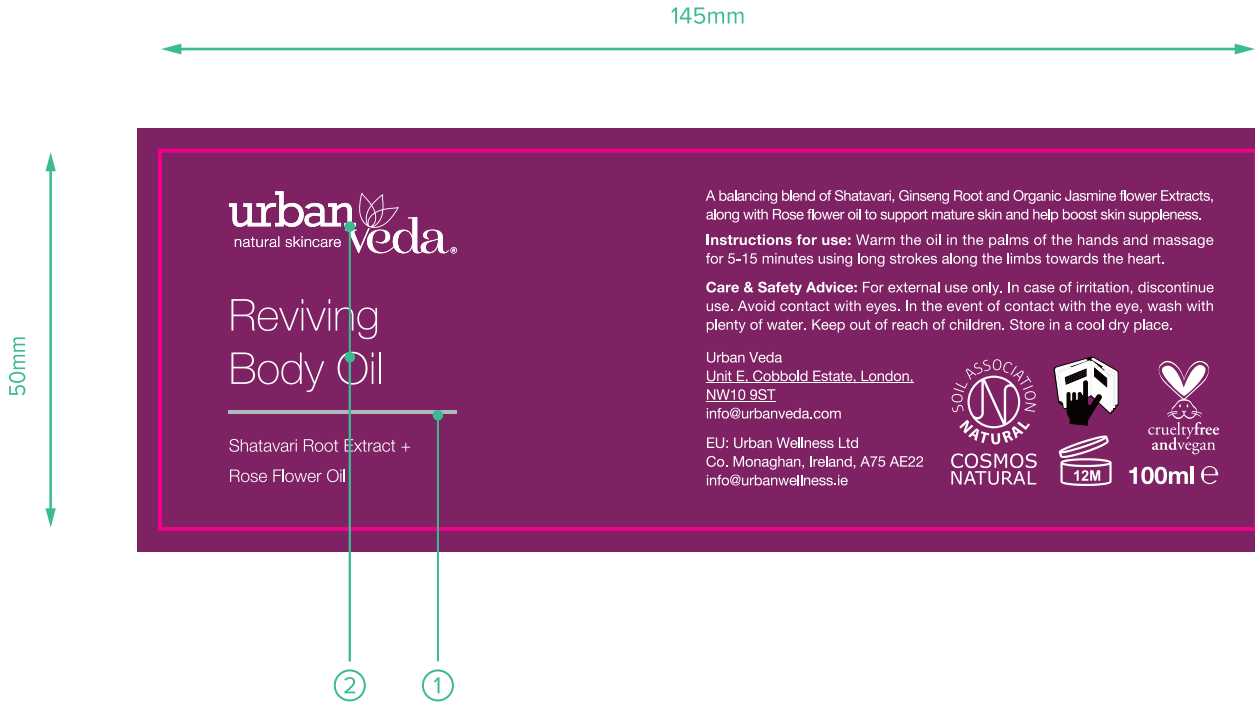 145mm
50mm
urban
natural skincare veda®
Reviving
Body Oil
Shatavari Root Extract +
Rose Flower Oil
A balancing blend of Shatavari, Ginseng Root and Organic Jasmine flower Extracts,
along with Rose flower oil to support mature skin and help boost skin suppleness.
Instructions for use: Warm the oil in the palms of the hands and massage
for 5-15 minutes using long strokes along the limbs towards the heart.
Care & Safety Advice: For external use only. In case of irritation, discontinue
use. Avoid contact with eyes. In the event of contact with the eye, wash with
plenty of water. Keep out of reach of children. Store in a cool dry place.
Urban Veda
Unit E, Cobbold Estate, London,
NW10 9ST
info@urbanveda.com
EU: Urban Wellness Ltd
Co. Monaghan, Ireland, A75 AE22
info@urbanwellness.ie
SOIL ASSOCIATION
NATURAL
COSMOS
NATURAL
12M
crueltyfree
andvegan
100ml ℮
2
1